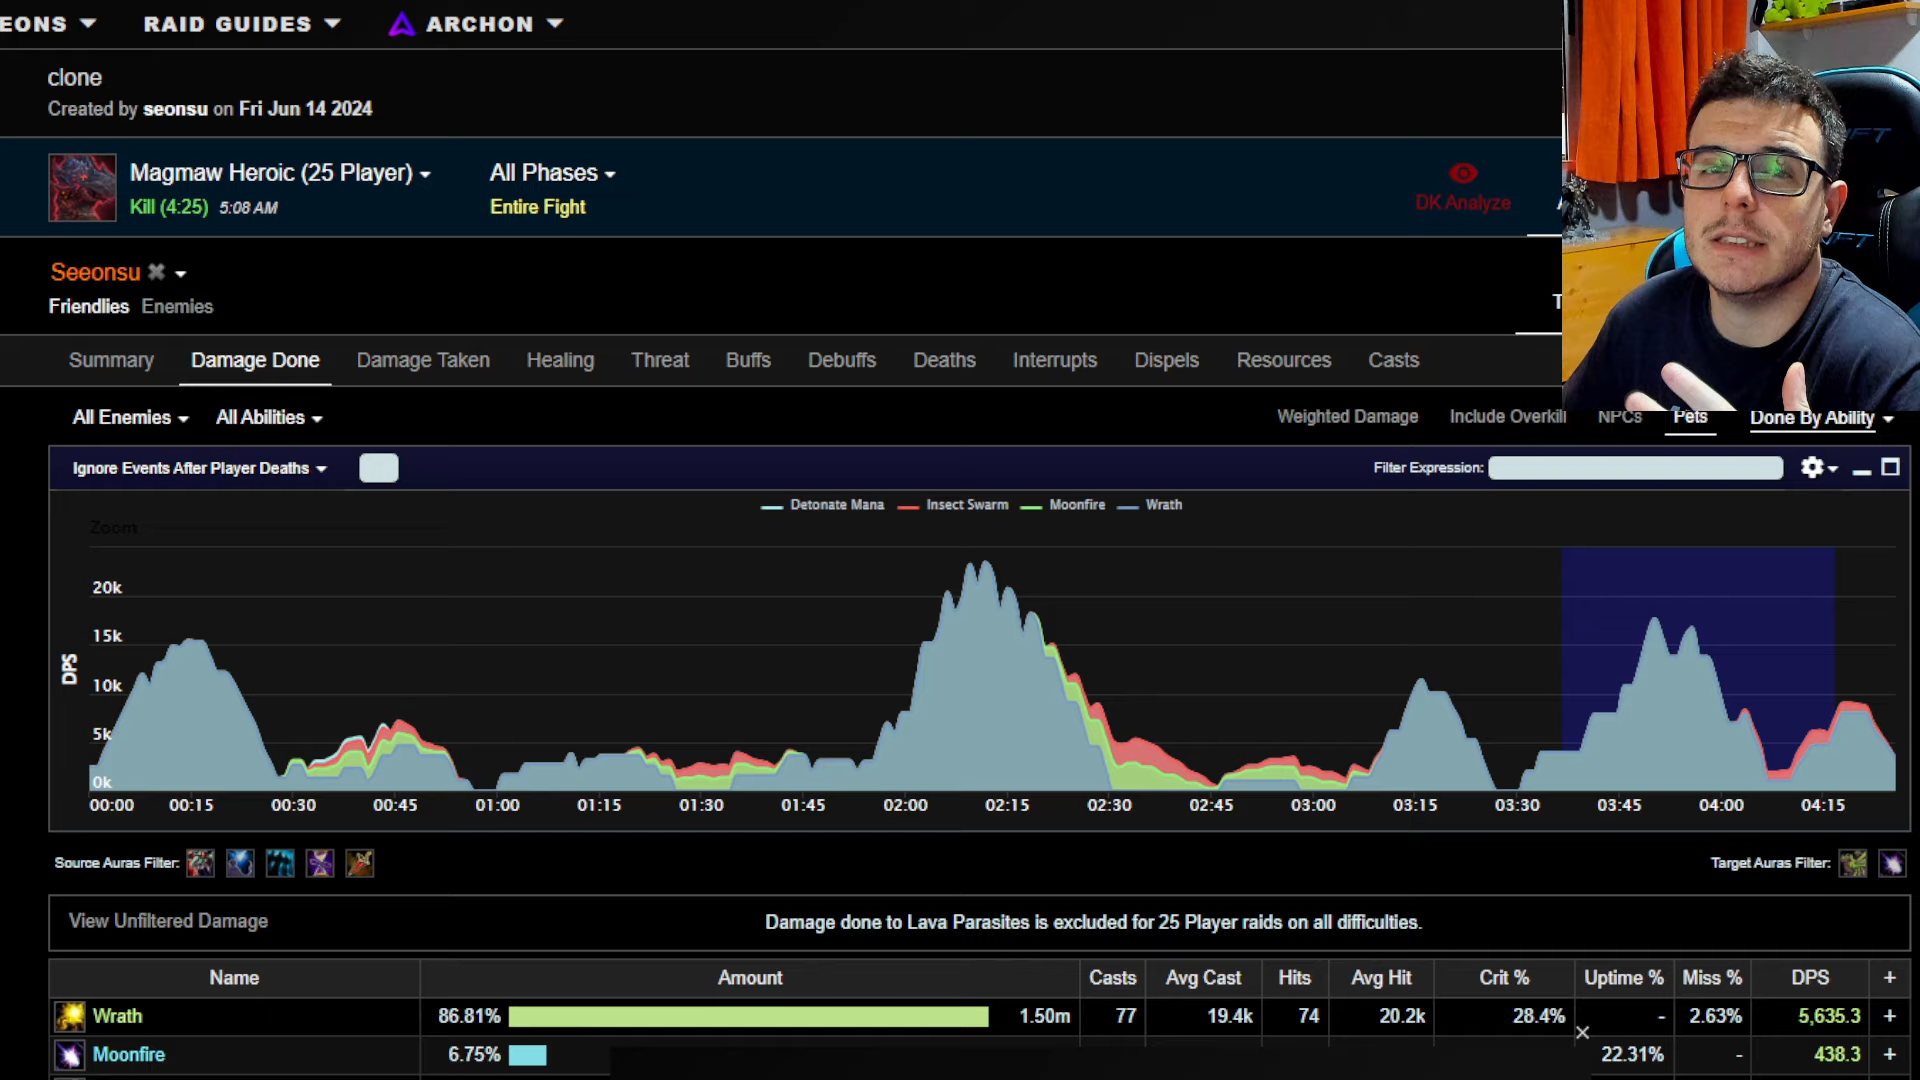 EONS RAID GUIDES ARCHON
clone
Created by seonsu on Fri Jun 14 2024
Magmaw Heroic (25 Player) All Phases
Kill (4:25) 5:08 AM Entire Fight
DK Analyze
Seeonsu
Friendlies Enemies
Summary Damage Done Damage Taken Healing Threat Buffs Debuffs Deaths Interrupts Dispels Resources Casts
All Enemies All Abilities Weighted Damage Include Overkill NPCs Pets Done By Ability
Ignore Events After Player Deaths Filter Expression:
Detonate Mana Insect Swarm Moonfire Wrath
Zoom
20k
15k
10k
5k
0k
DPS
00:00 00:15 00:30 00:45 01:00 01:15 01:30 01:45 02:00 02:15 02:30 02:45 03:00 03:15 03:30 03:45 04:00 04:15
Source Auras Filter: Target Auras Filter:
View Unfiltered Damage Damage done to Lava Parasites is excluded for 25 Player raids on all difficulties.
Name Amount Casts Avg Cast Hits Avg Hit Crit % Uptime % Miss % DPS +
Wrath 86.81% 1.50m 77 19.4k 74 20.2k 28.4% - 2.63% 5,635.3 +
Moonfire 6.75% 22.31% - 438.3 +